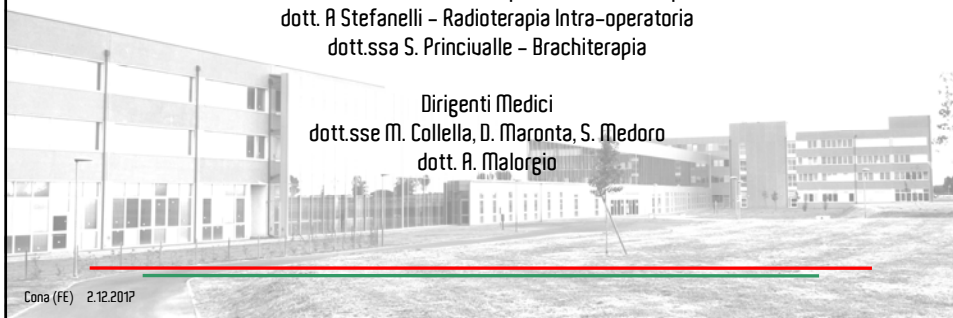 dott. A Stefanelli – Radioterapia Intra-operatoria
dott.ssa S. Princivalle – Brachiterapia
Dirigenti Medici
dott.sse M. Collella, D. Maronta, S. Medoro
dott. A. Malorgio
Cona (FE) 2.12.2017